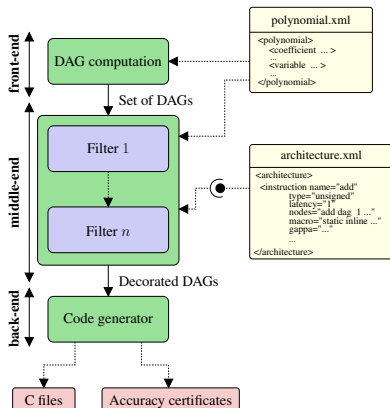 front-end
DAG computation
Set of DAGs
middle-end
Filter 1
Filter n
Decorated DAGs
back-end
Code generator
C files
Accuracy certificates
polynomial.xml
<polynomial>
<coefficient ... >
...
<variable ... >
...
</polynomial>
architecture.xml
<architecture>
<instruction name="add"
type="unsigned"
latency="1"
nodes="add dag 1 ..."
macro="static inline ...
gappa="..."
...
</architecture>